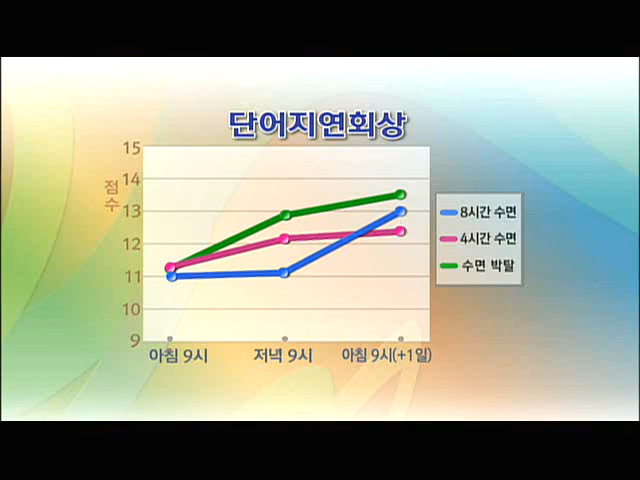 단어지연회상
점수
15
14
13
12
11
10
9
아침 9시
저녁 9시
아침 9시(+1일)
8시간 수면
4시간 수면
수면 박탈